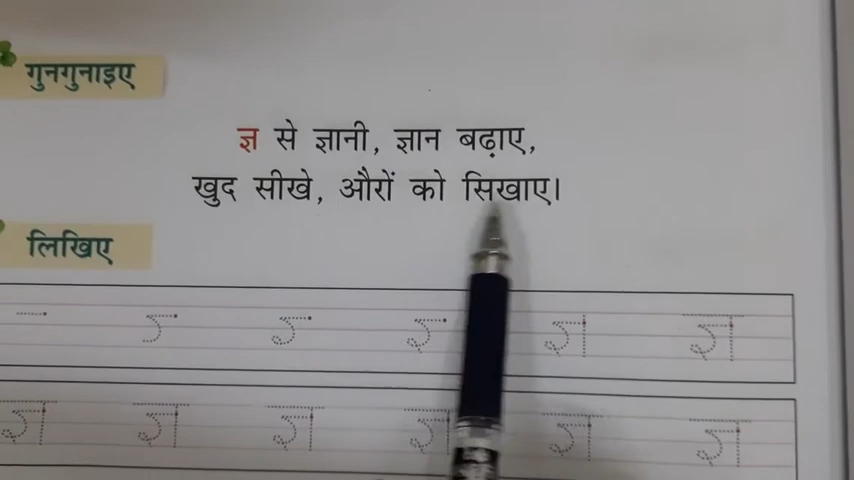 गुनगुनाइए
ज्ञ से ज्ञानी, ज्ञान बढ़ाए,
खुद सीखे, औरों को सिखाए।
लिखिए
ज्ञ ज्ञ
ज्ञ ज्ञ ज्ञ ज्ञ ज्ञ ज्ञ